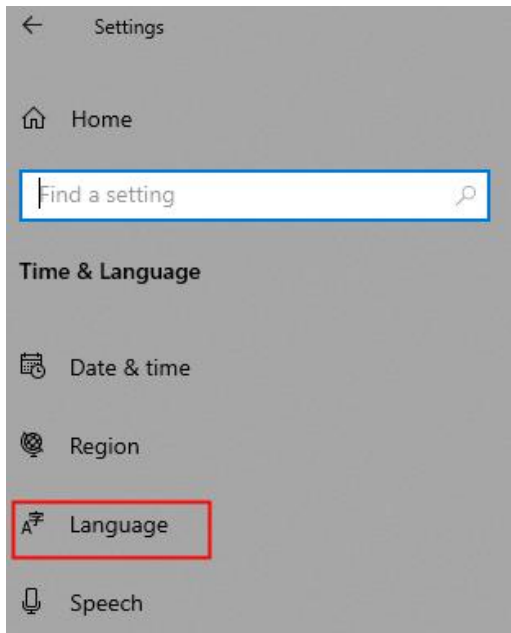 Settings
Home
Find a setting
Time & Language
Date & time
Region
Language
Speech